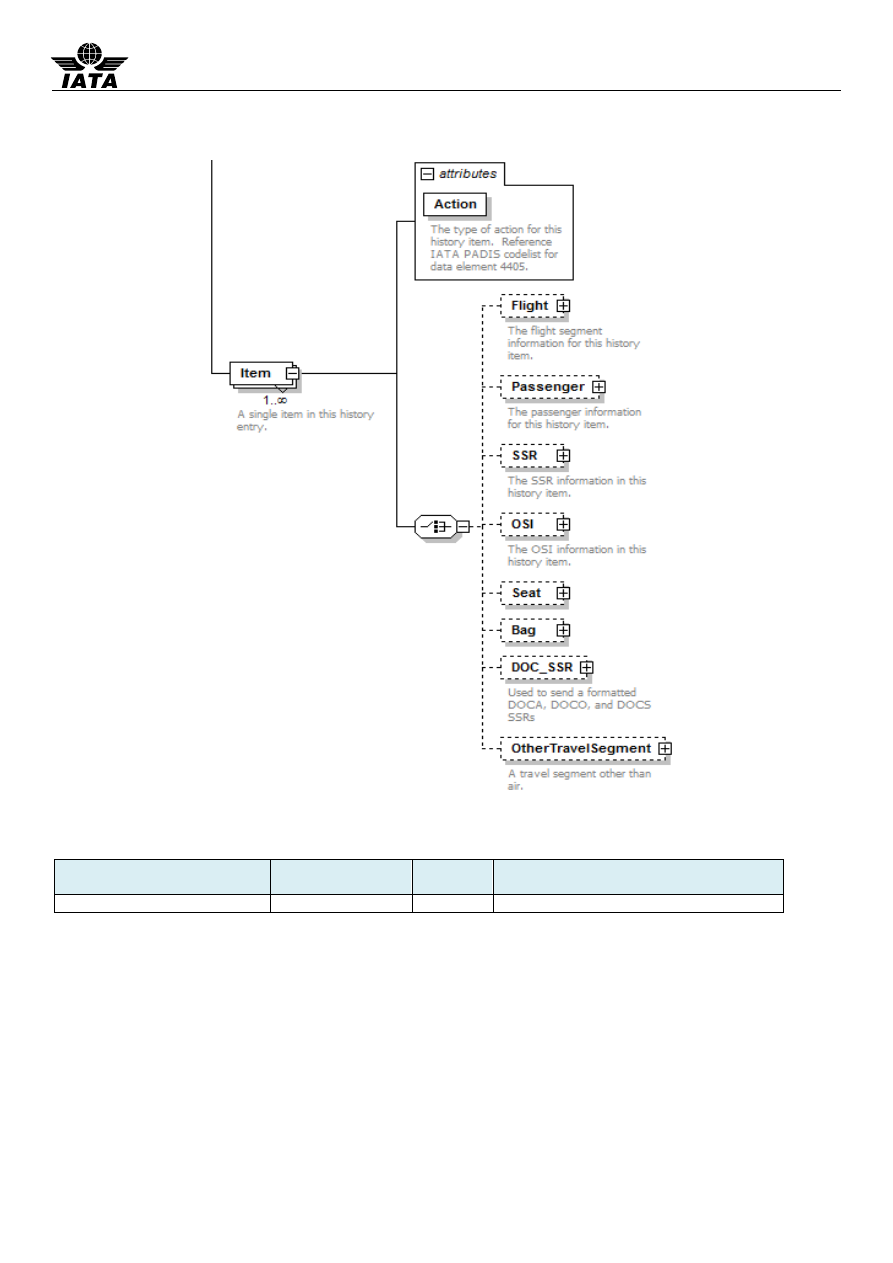 IATA
attributes
Action
The type of action for this
history item.  Reference
IATA PADIS codelist for
data element 4405.
Flight
The flight segment
information for this history
item.
Item
1..∞
A single item in this history
entry.
Passenger
The passenger information
for this history item.
SSR
The SSR information in this
history item.
OSI
The OSI information in this
history item.
Seat
Bag
DOC_SSR
Used to send a formatted
DOCA, DOCO, and DOCS
SSRs
OtherTravelSegment
A travel segment other than
air.